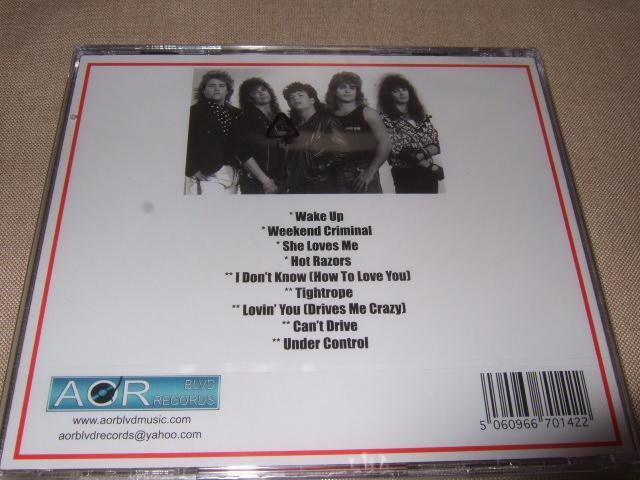 * Wake Up
* Weekend Criminal
* She Loves Me
* Hot Razors
** I Don't Know (How To Love You)
** Tightrope
** Lovin' You (Drives Me Crazy)
** Can't Drive
** Under Control
AOR BLVD RECORDS
www.aorblvdmusic.com
aorblvdrecords@yahoo.com
5 060966 701422